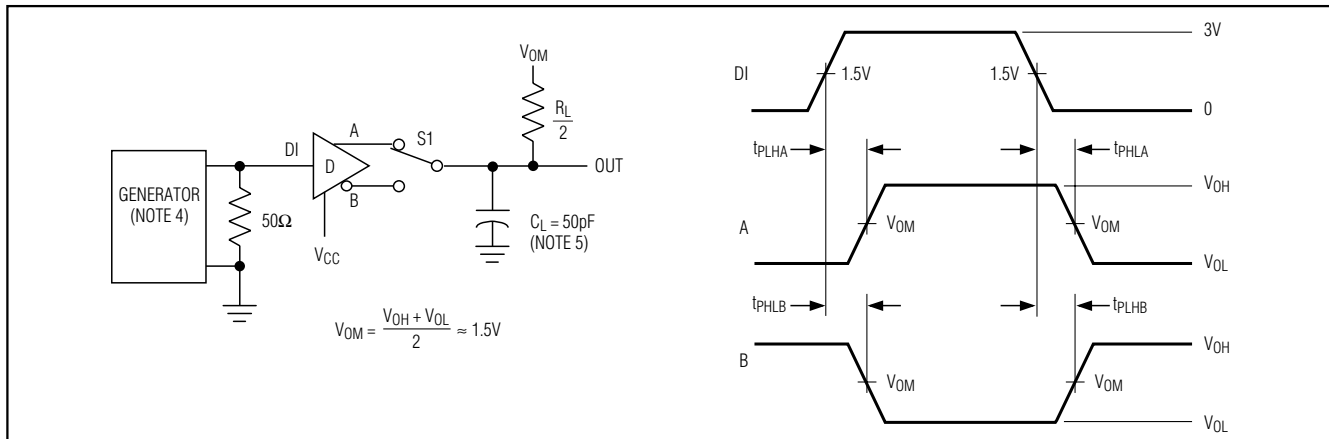 GENERATOR
(NOTE 4)
50Ω
DI
D
A
B
VCC
S1
VOM
RL
2
OUT
CL = 50pF
(NOTE 5)
VOM = VOH + VOL / 2 ≈ 1.5V
DI
1.5V
1.5V
3V
0
tPLHA
tPHLA
A
VOM
VOM
VOH
VOL
tPHLB
tPLHB
B
VOM
VOM
VOH
VOL